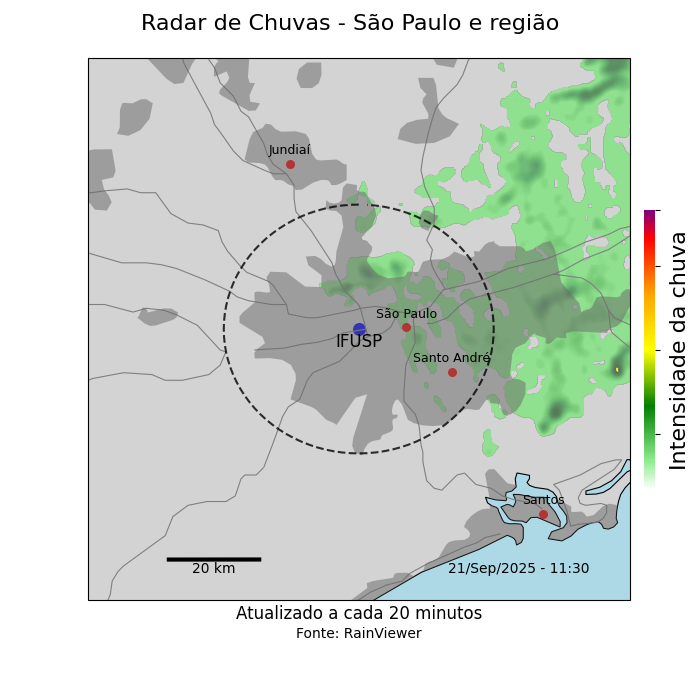 Radar de Chuvas - São Paulo e região
Jundiaí
São Paulo
IFUSP
Santo André
Santos
20 km
21/Sep/2025 - 11:30
Intensidade da chuva
Atualizado a cada 20 minutos
Fonte: RainViewer